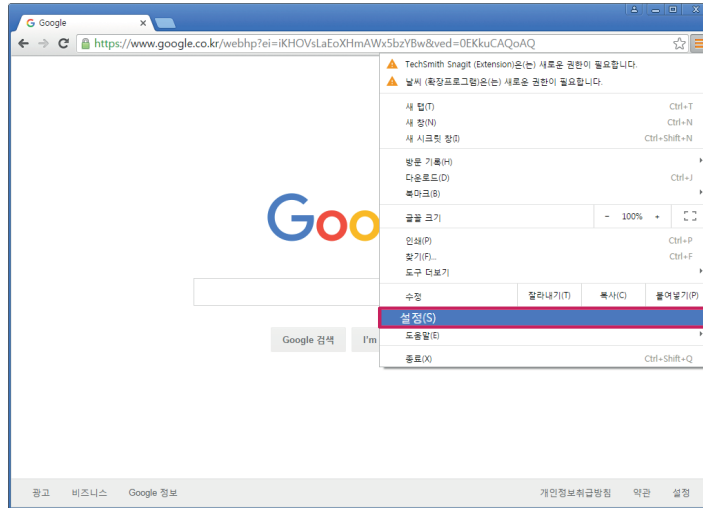 Google
https://www.google.co.kr/webhp?ei=iKHOVsLaEoXHmAWx5bzYBw&ved=0EKkuCAQoAQ
TechSmith Snagit (Extension)은(는) 새로운 권한이 필요합니다.
날씨 (확장프로그램)은(는) 새로운 권한이 필요합니다.
새 탭(T) Ctrl+T
새 창(N) Ctrl+N
새 시크릿 창(I) Ctrl+Shift+N
방문 기록(H)
다운로드(D) Ctrl+J
북마크(B)
글꼴 크기 - 100% +
인쇄(P) Ctrl+P
찾기(F)... Ctrl+F
도구 더보기
수정 잘라내기(T) 복사(C) 붙여넣기(P)
설정(S)
도움말(E)
종료(X) Ctrl+Shift+Q
Goo
Google 검색 I'm
광고 비즈니스 Google 정보 개인정보취급방침 약관 설정